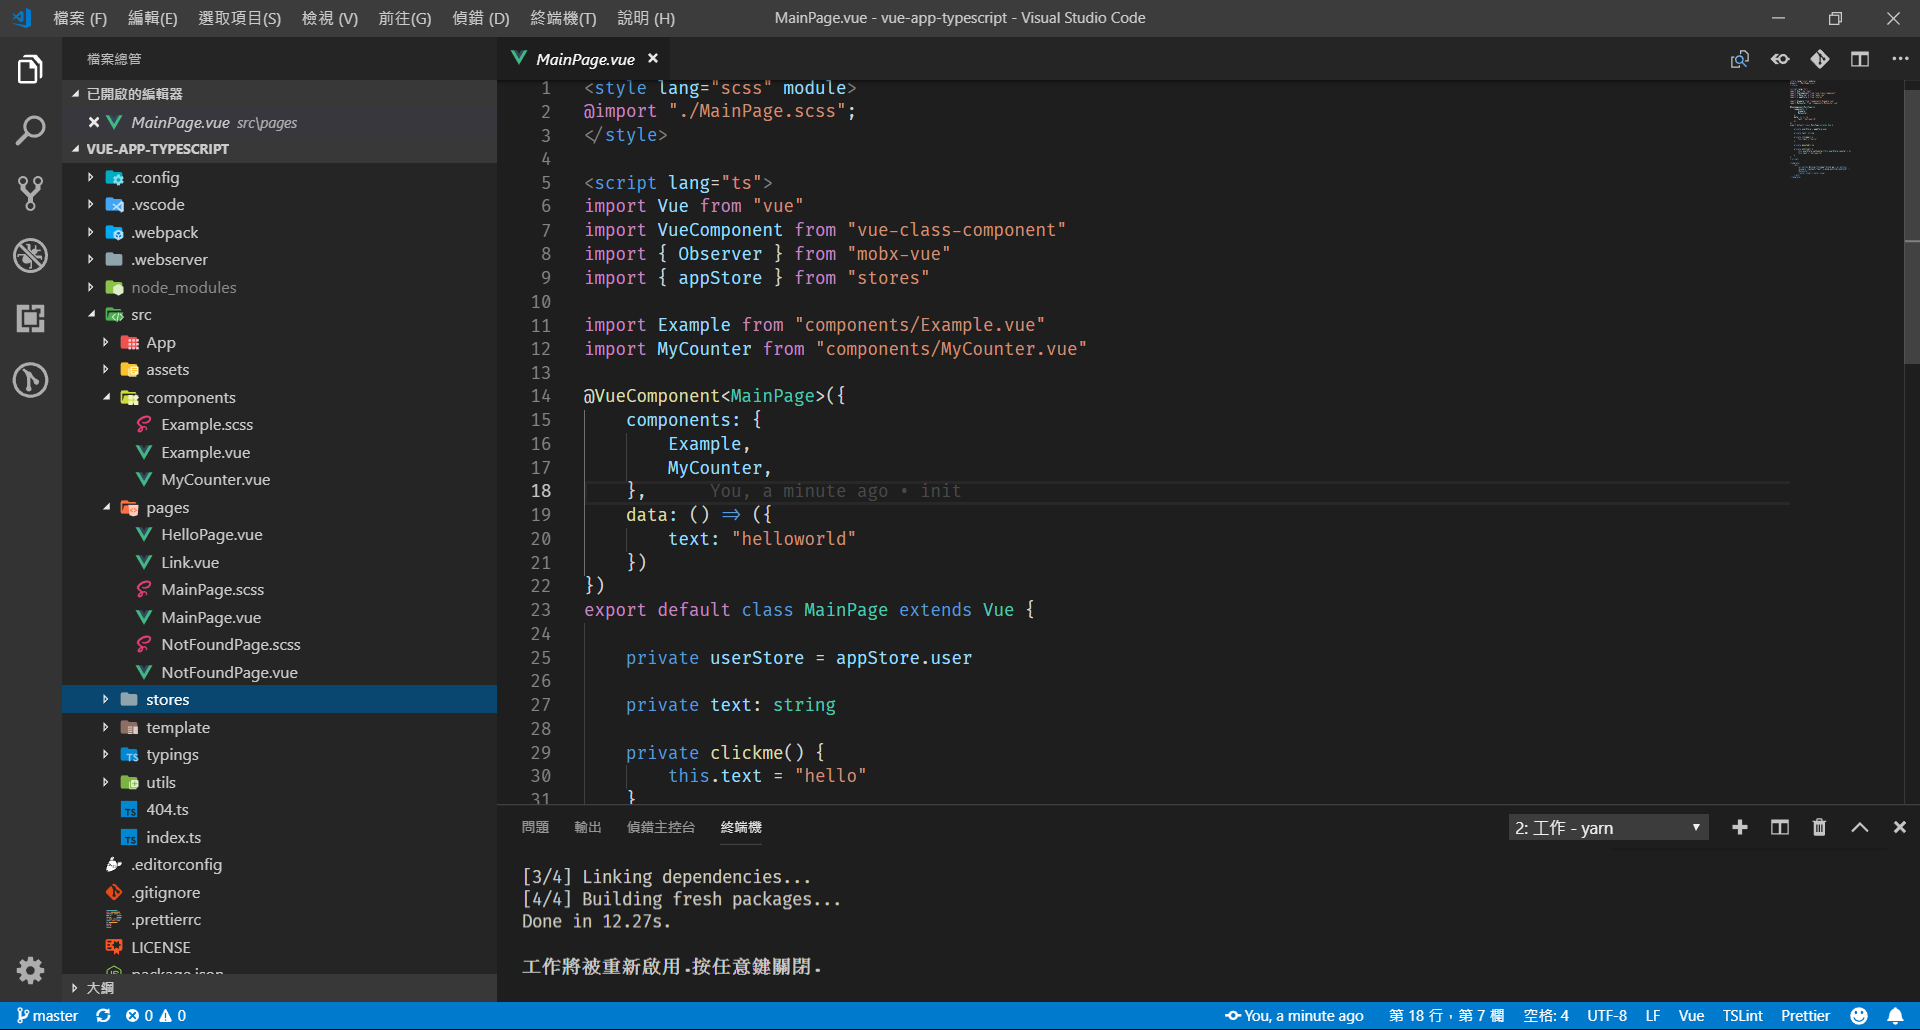 檔案 (F) 編輯(E) 選取項目(S) 檢視 (V) 前往(G) 偵錯 (D) 終端機(T) 說明 (H) MainPage.vue - vue-app-typescript - Visual Studio Code
檔案總管
已開啟的編輯器
MainPage.vue src\pages
VUE-APP-TYPESCRIPT
.config
.vscode
.webpack
.webserver
node_modules
src
App
assets
components
Example.scss
Example.vue
MyCounter.vue
pages
HelloPage.vue
Link.vue
MainPage.scss
MainPage.vue
NotFoundPage.scss
NotFoundPage.vue
stores
template
typings
utils
404.ts
index.ts
.editorconfig
.gitignore
.prettierrc
LICENSE
package.json
大綱
MainPage.vue
1 <style lang="scss" module>
2 @import "./MainPage.scss";
3 </style>
4
5 <script lang="ts">
6 import Vue from "vue"
7 import VueComponent from "vue-class-component"
8 import { Observer } from "mobx-vue"
9 import { appStore } from "stores"
10
11 import Example from "components/Example.vue"
12 import MyCounter from "components/MyCounter.vue"
13
14 @VueComponent<MainPage>({
15 components: {
16 Example,
17 MyCounter,
18 }, You, a minute ago • init
19 data: () => ({
20 text: "helloworld"
21 })
22 })
23 export default class MainPage extends Vue {
24
25 private userStore = appStore.user
26
27 private text: string
28
29 private clickme() {
30 this.text = "hello"
31 }
問題 輸出 偵錯主控台 終端機 2: 工作 - yarn
[3/4] Linking dependencies...
[4/4] Building fresh packages...
Done in 12.27s.
工作將被重新啟用.按任意鍵關閉.
master 0 0 You, a minute ago 第 18 行，第 7 欄 空格: 4 UTF-8 LF Vue TSLint Prettier